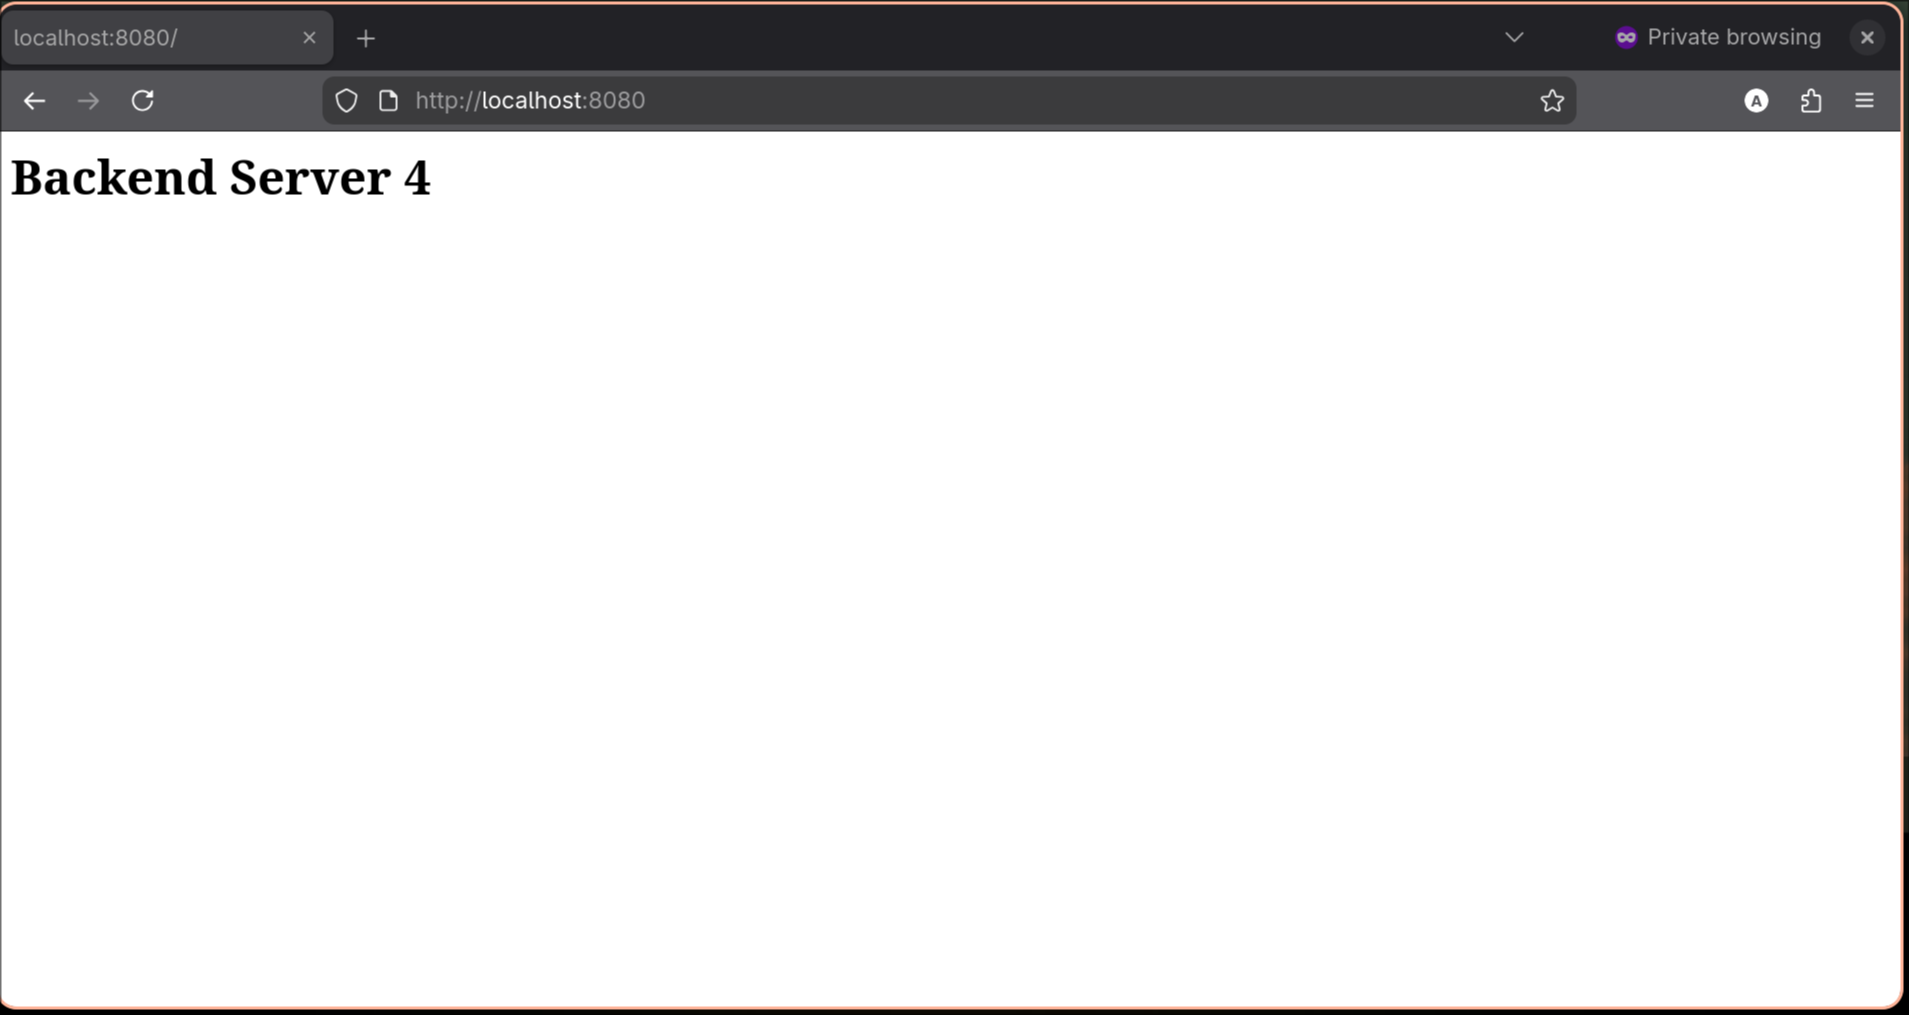 localhost:8080/
Private browsing
http://localhost:8080
A
Backend Server 4